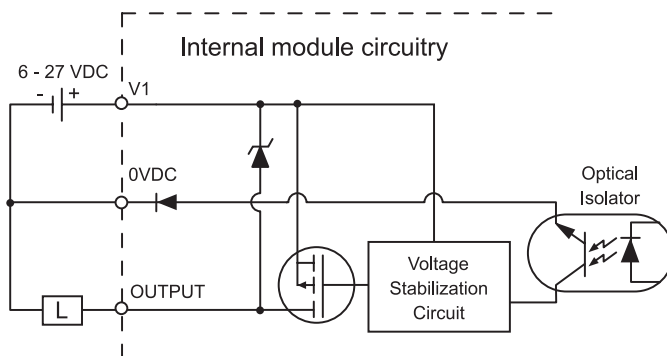 Internal module circuitry
6 - 27 VDC
- +
V1
0VDC
Optical
Isolator
Voltage
Stabilization
Circuit
OUTPUT
L